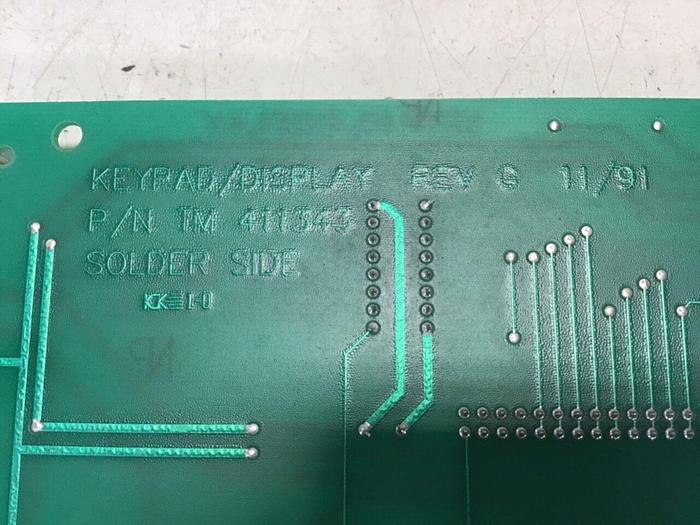 KEYPAD/DISPLAY REV G 11/91
P/N TM 411343
SOLDER SIDE